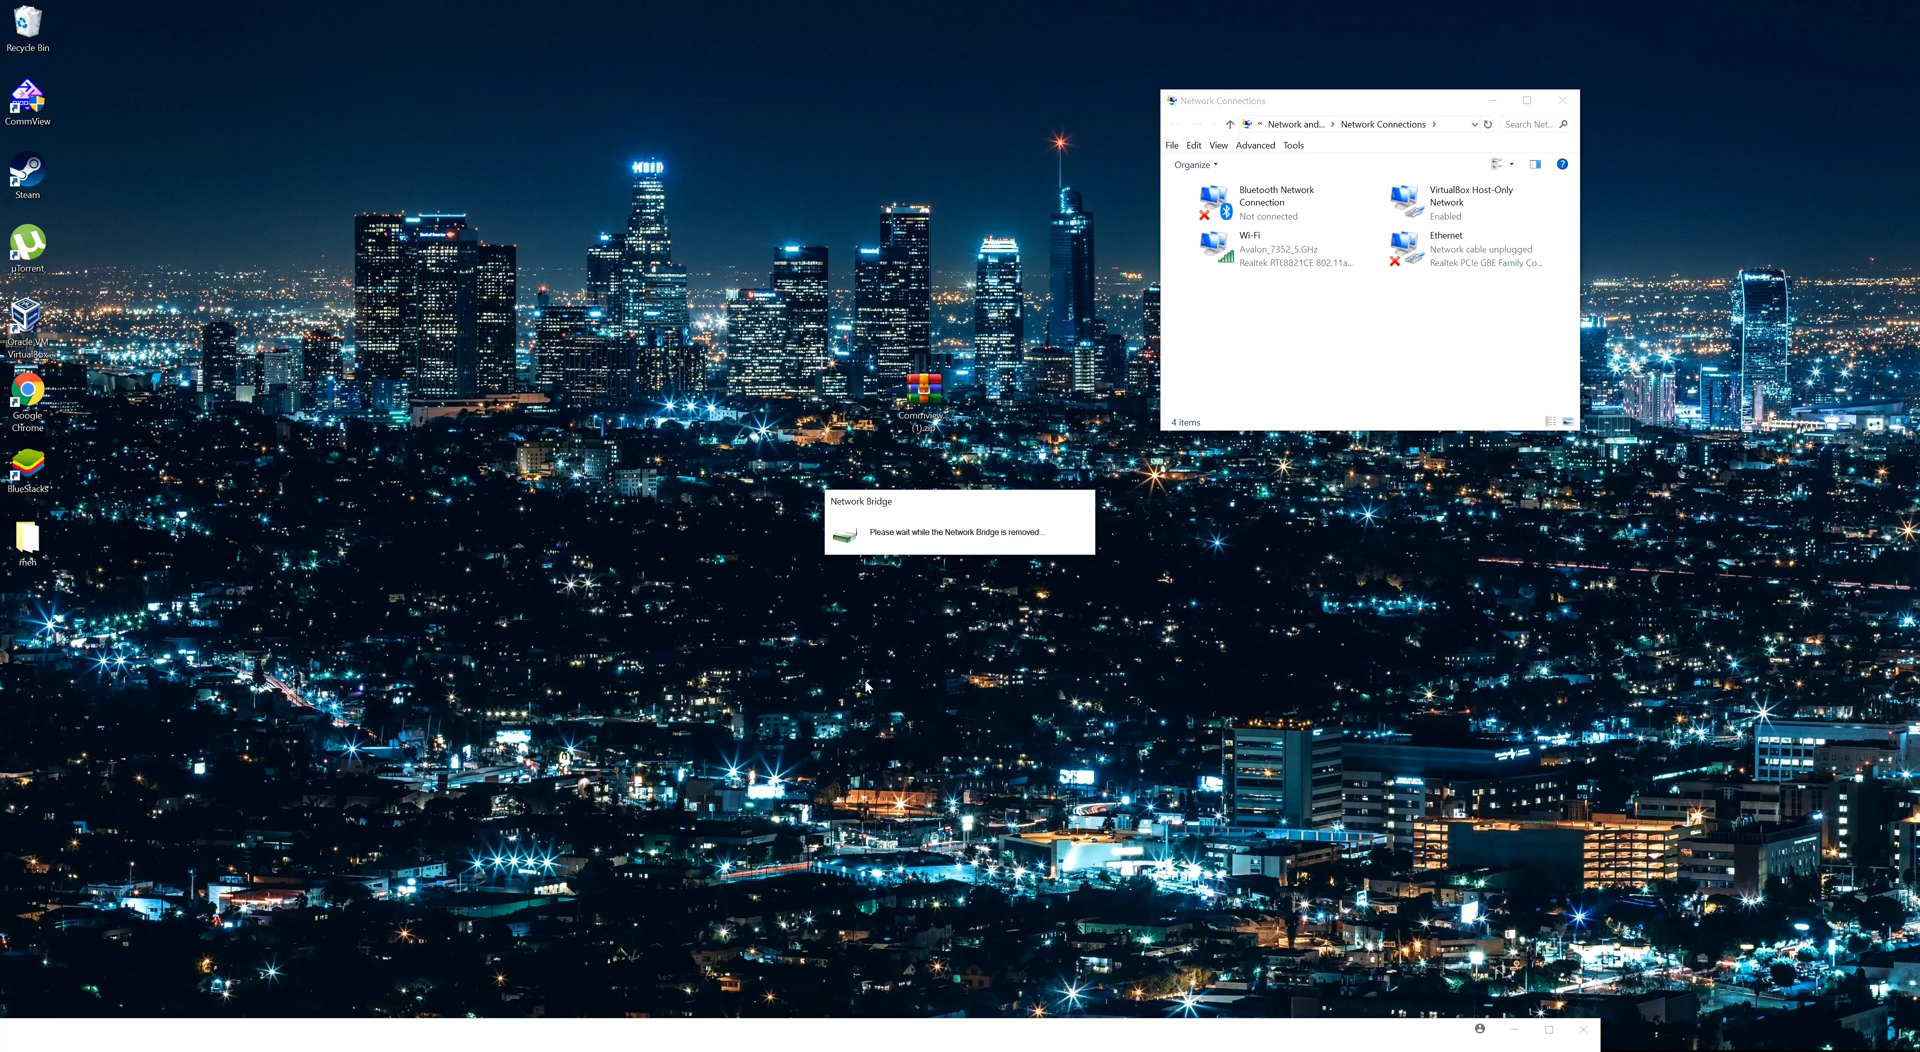 Recycle Bin
CommView
Steam
µTorrent
Oracle VM
VirtualBox
Google
Chrome
BlueStacks
meh
Commview
(1).zip
Network Connections
« Network and... > Network Connections >
Search Net...
File Edit View Advanced Tools
Organize
Bluetooth Network
Connection
Not connected
VirtualBox Host-Only
Network
Enabled
Wi-Fi
Avalon_7352_5.GHz
Realtek RTL8821CE 802.11a...
Ethernet
Network cable unplugged
Realtek PCIe GBE Family Co...
4 items
Network Bridge
Please wait while the Network Bridge is removed...